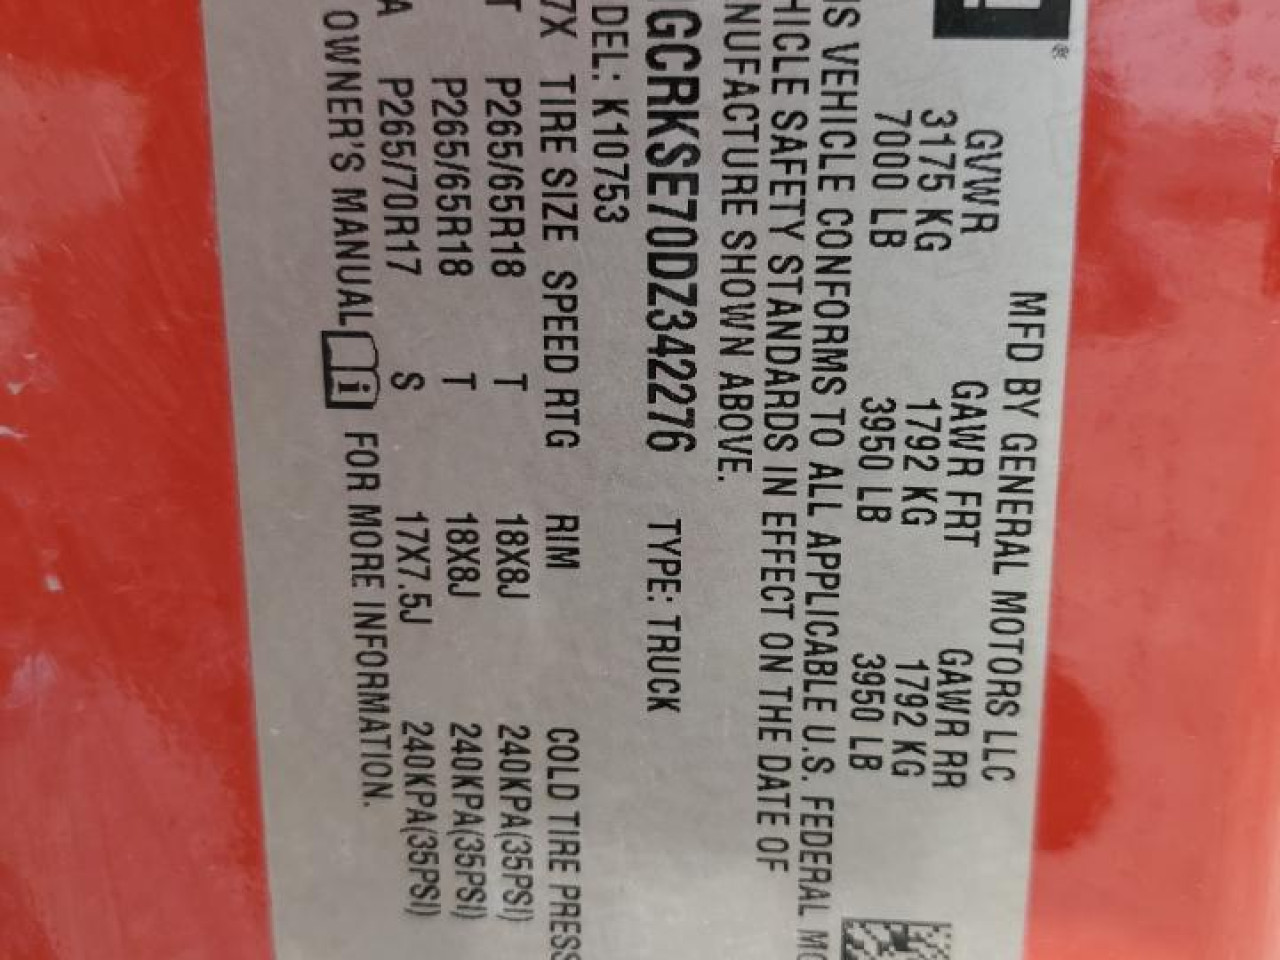 MFD BY GENERAL MOTORS LLC
GVWR GAWR FRT GAWR RR
3175 KG 1792 KG 1792 KG
7000 LB 3950 LB 3950 LB
IS VEHICLE CONFORMS TO ALL APPLICABLE U.S. FEDERAL MO
HICLE SAFETY STANDARDS IN EFFECT ON THE DATE OF
NUFACTURE SHOWN ABOVE.
GCRKSE70DZ342276 TYPE: TRUCK
DEL: K10753
7X TIRE SIZE SPEED RTG RIM COLD TIRE PRESS
T P265/65R18 T 18X8J 240KPA(35PSI)
P265/65R18 T 18X8J 240KPA(35PSI)
A P265/70R17 S 17X7.5J 240KPA(35PSI)
OWNER'S MANUAL i FOR MORE INFORMATION.